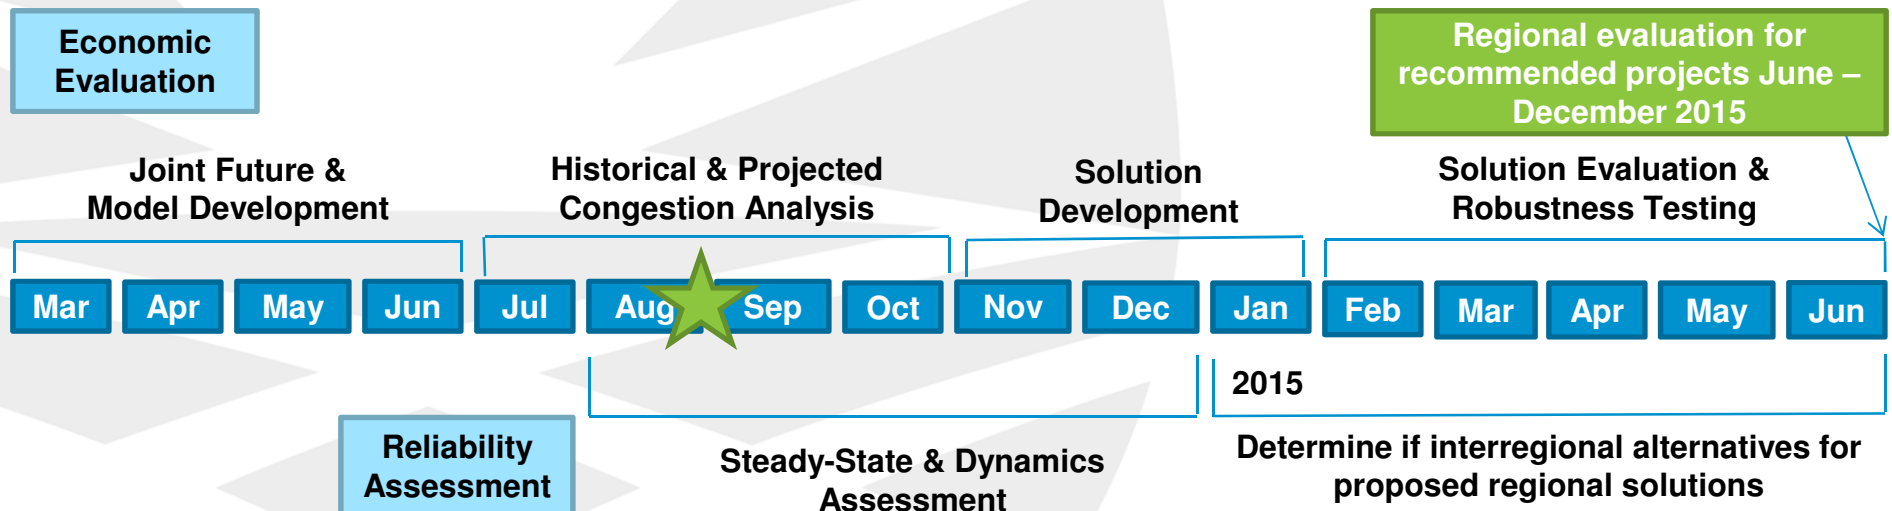 Economic
Evaluation
Regional evaluation for
recommended projects June –
December 2015
Joint Future &
Model Development
Historical & Projected
Congestion Analysis
Solution
Development
Solution Evaluation &
Robustness Testing
Mar Apr May Jun Jul Aug Sep Oct Nov Dec Jan Feb Mar Apr May Jun
2015
Reliability
Assessment
Steady-State & Dynamics
Assessment
Determine if interregional alternatives for
proposed regional solutions